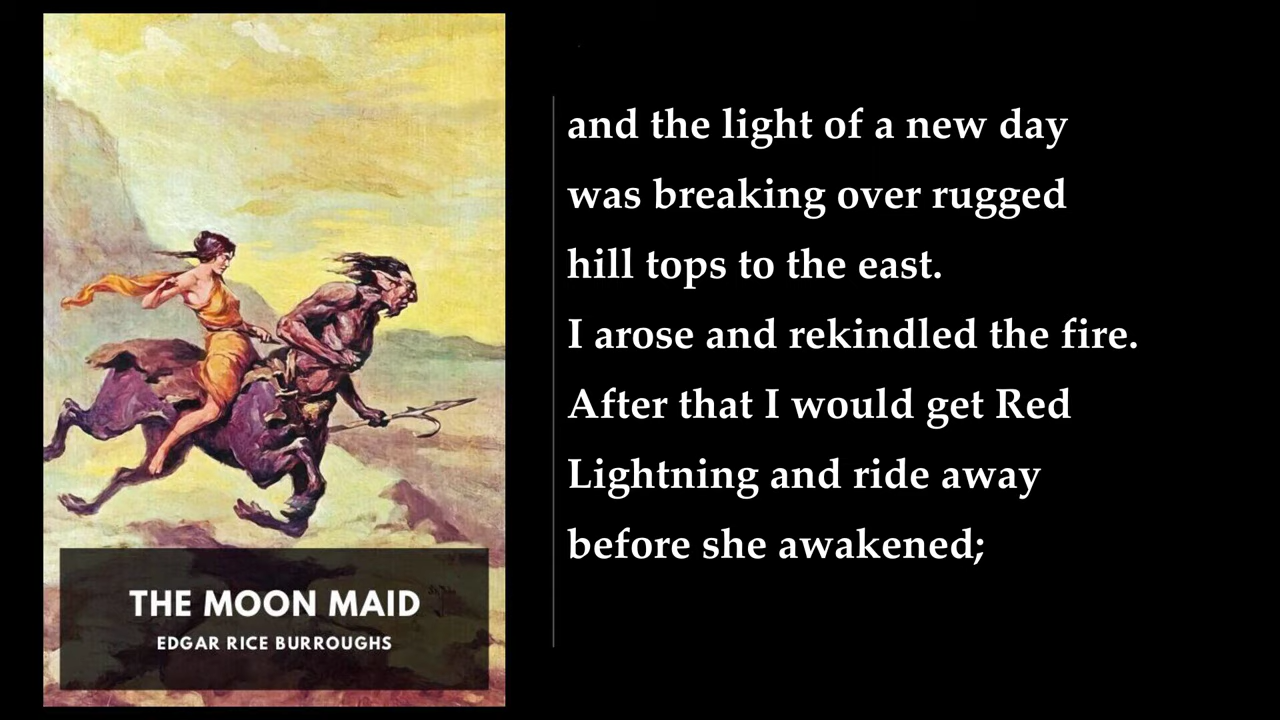 THE MOON MAID
EDGAR RICE BURROUGHS
and the light of a new day
was breaking over rugged
hill tops to the east.
I arose and rekindled the fire.
After that I would get Red
Lightning and ride away
before she awakened;